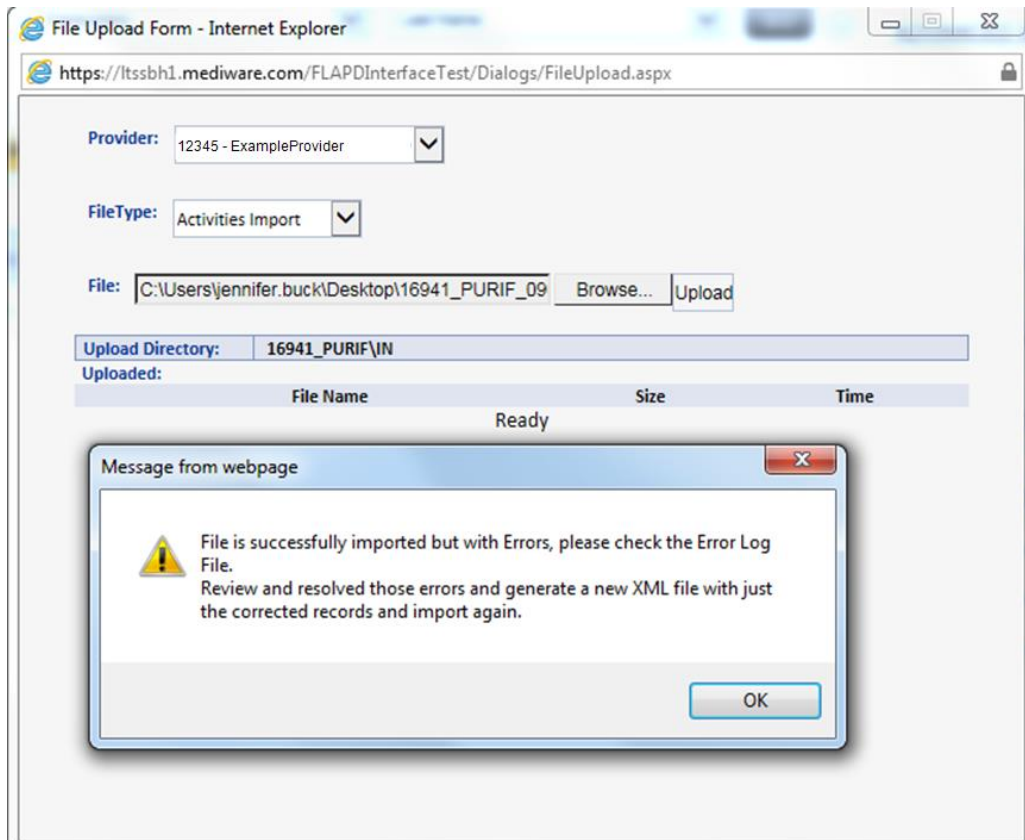 File Upload Form - Internet Explorer
https://ltssbh1.mediware.com/FLAPDInterfaceTest/Dialogs/FileUpload.aspx
Provider: 12345 - ExampleProvider
FileType: Activities Import
File: C:\Users\jennifer.buck\Desktop\16941_PURIF_09 Browse... Upload
Upload Directory: 16941_PURIF\IN
Uploaded:
File Name Size Time
Ready
Message from webpage
File is successfully imported but with Errors, please check the Error Log
File.
Review and resolved those errors and generate a new XML file with just
the corrected records and import again.
OK